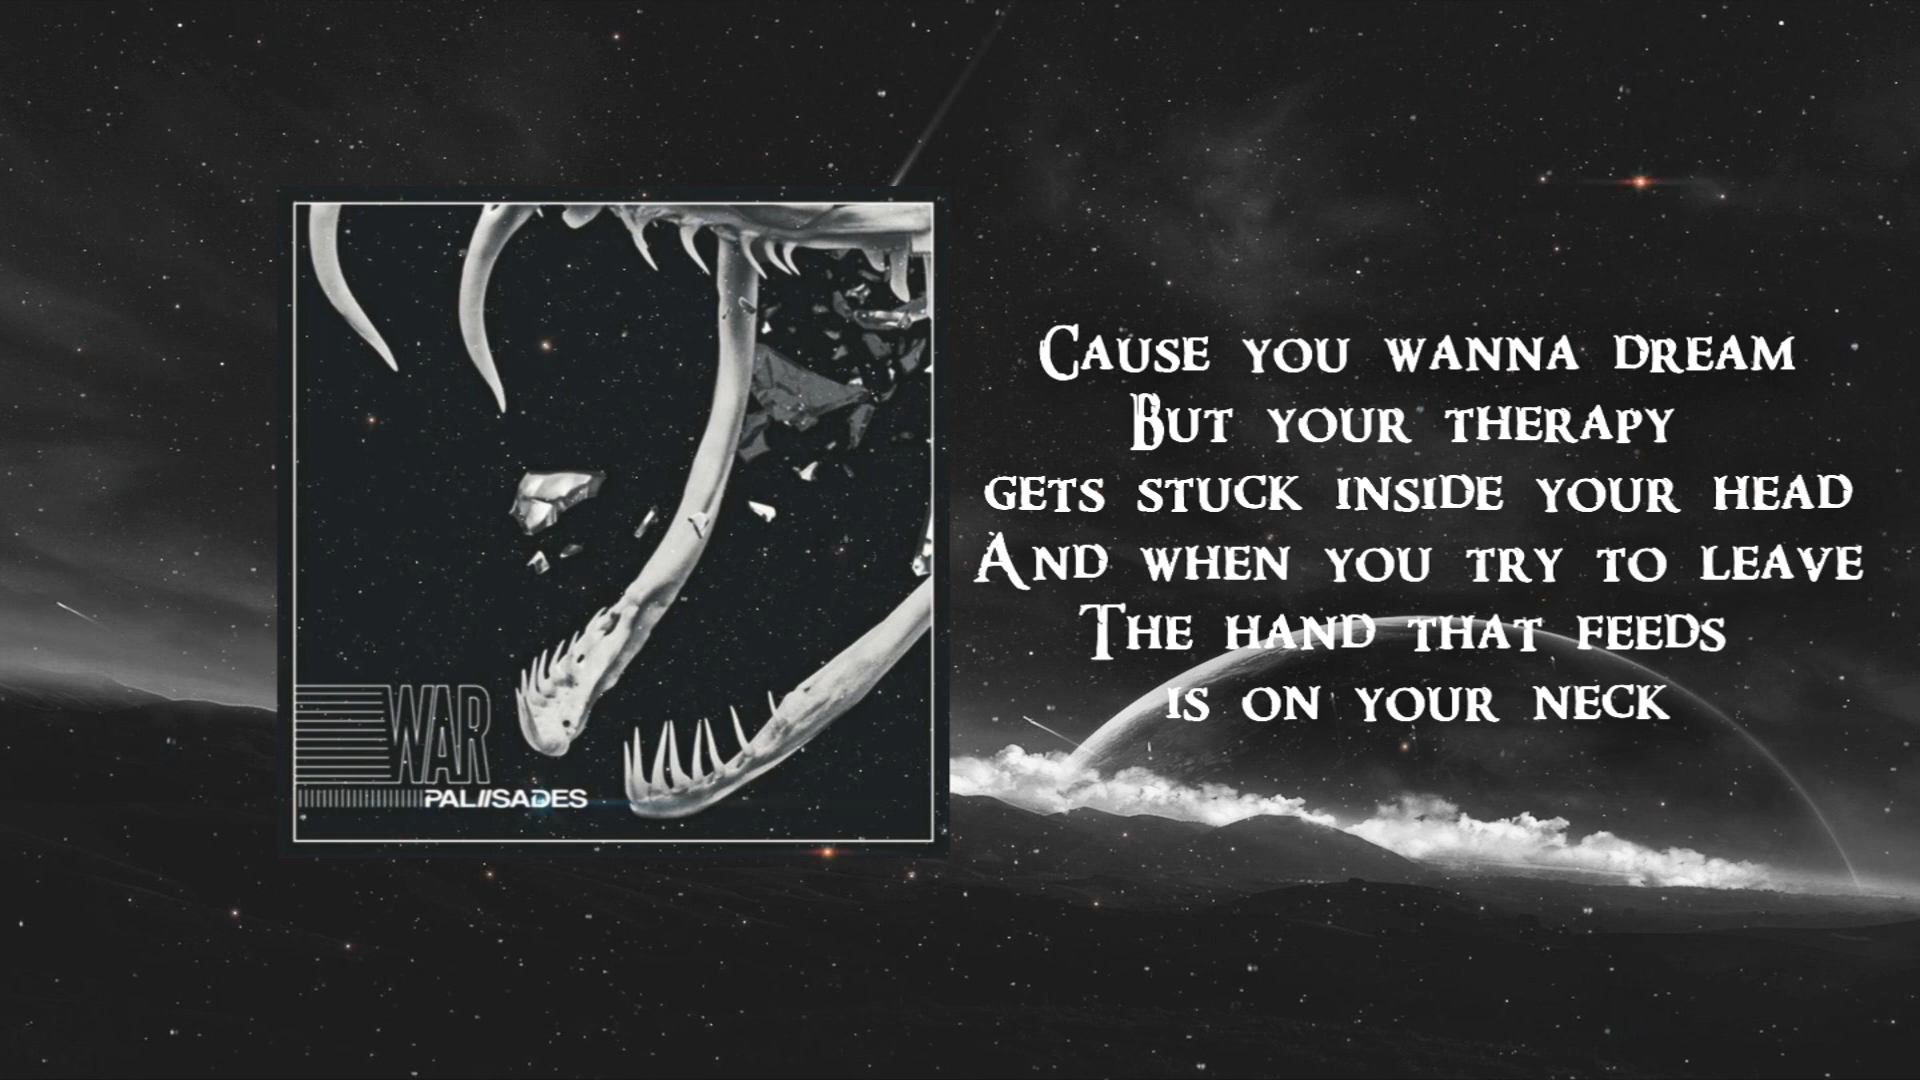 WAR
PALIISADES
Cause you wanna dream
But your therapy
gets stuck inside your head
And when you try to leave
The hand that feeds
is on your neck